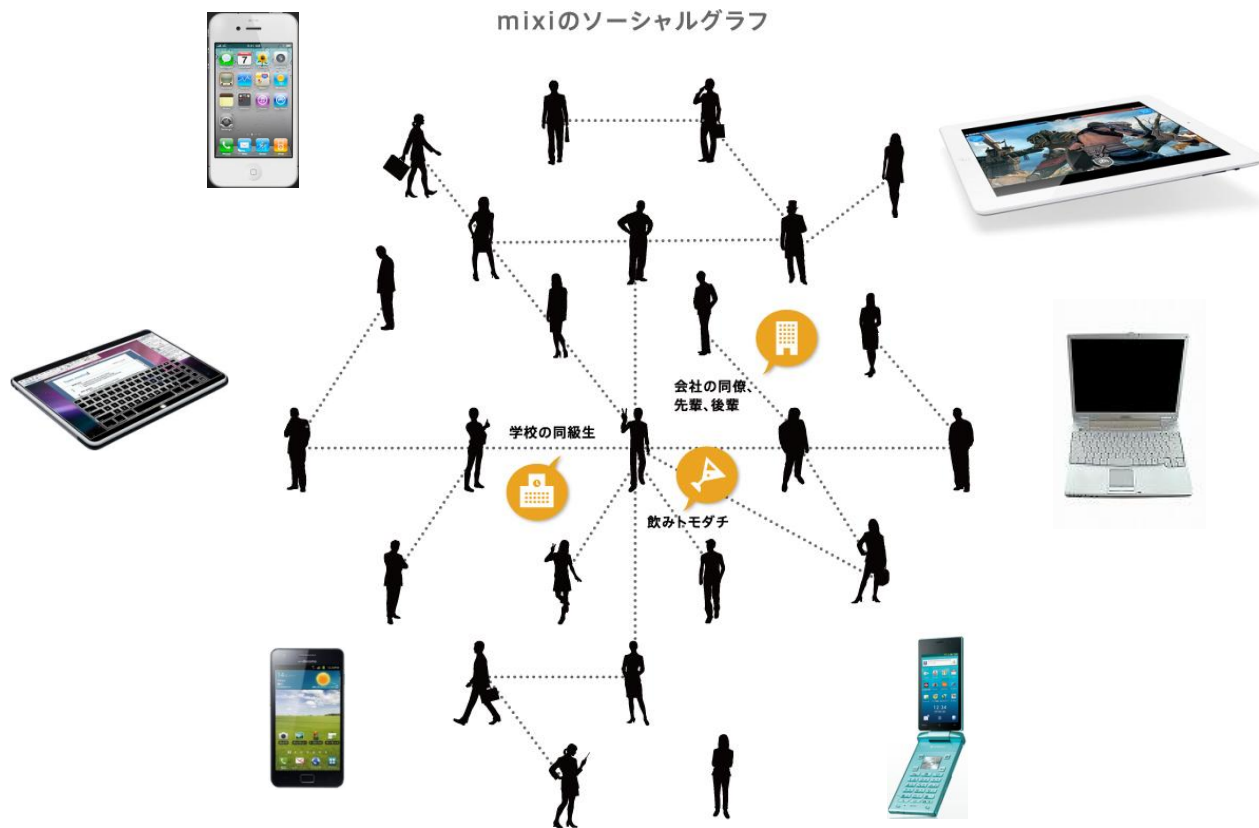 mixiのソーシャルグラフ
会社の同僚、
先輩、後輩
学校の同級生
飲みトモダチ